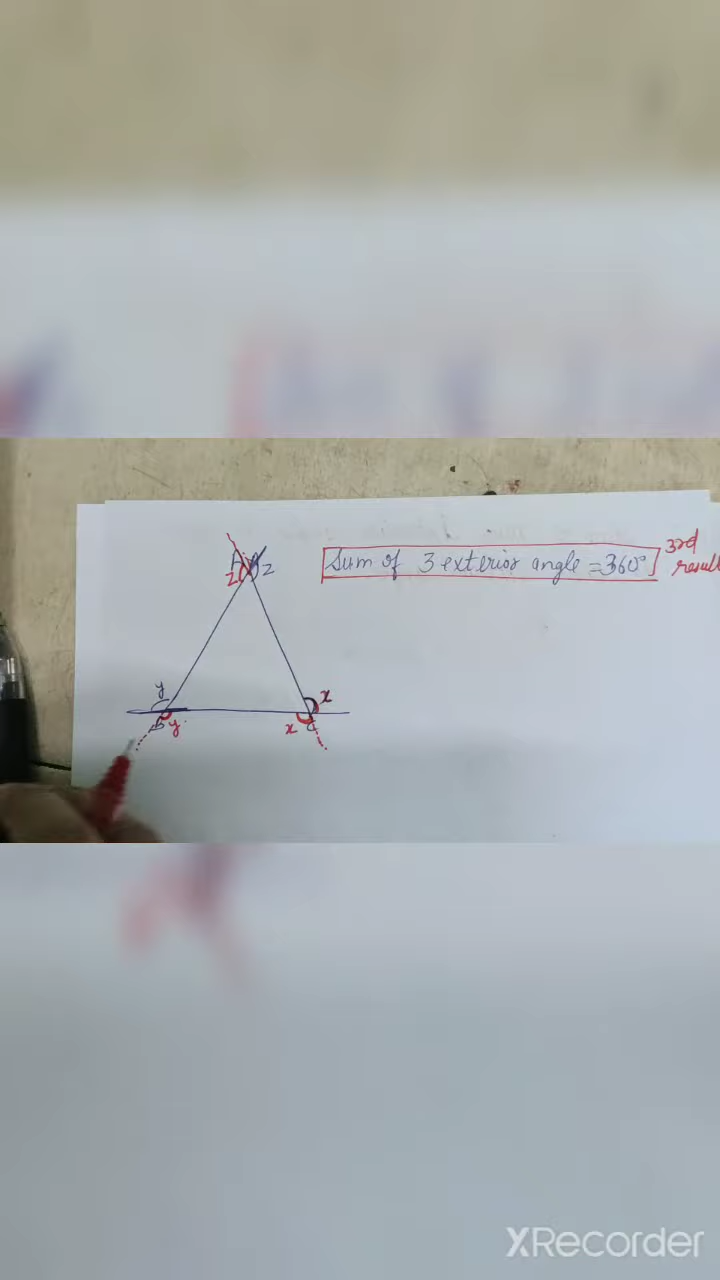 Sum of 3 exterior angle = 360°
3rd
result
A
z
z
y
x
B
y
x
C
XRecorder